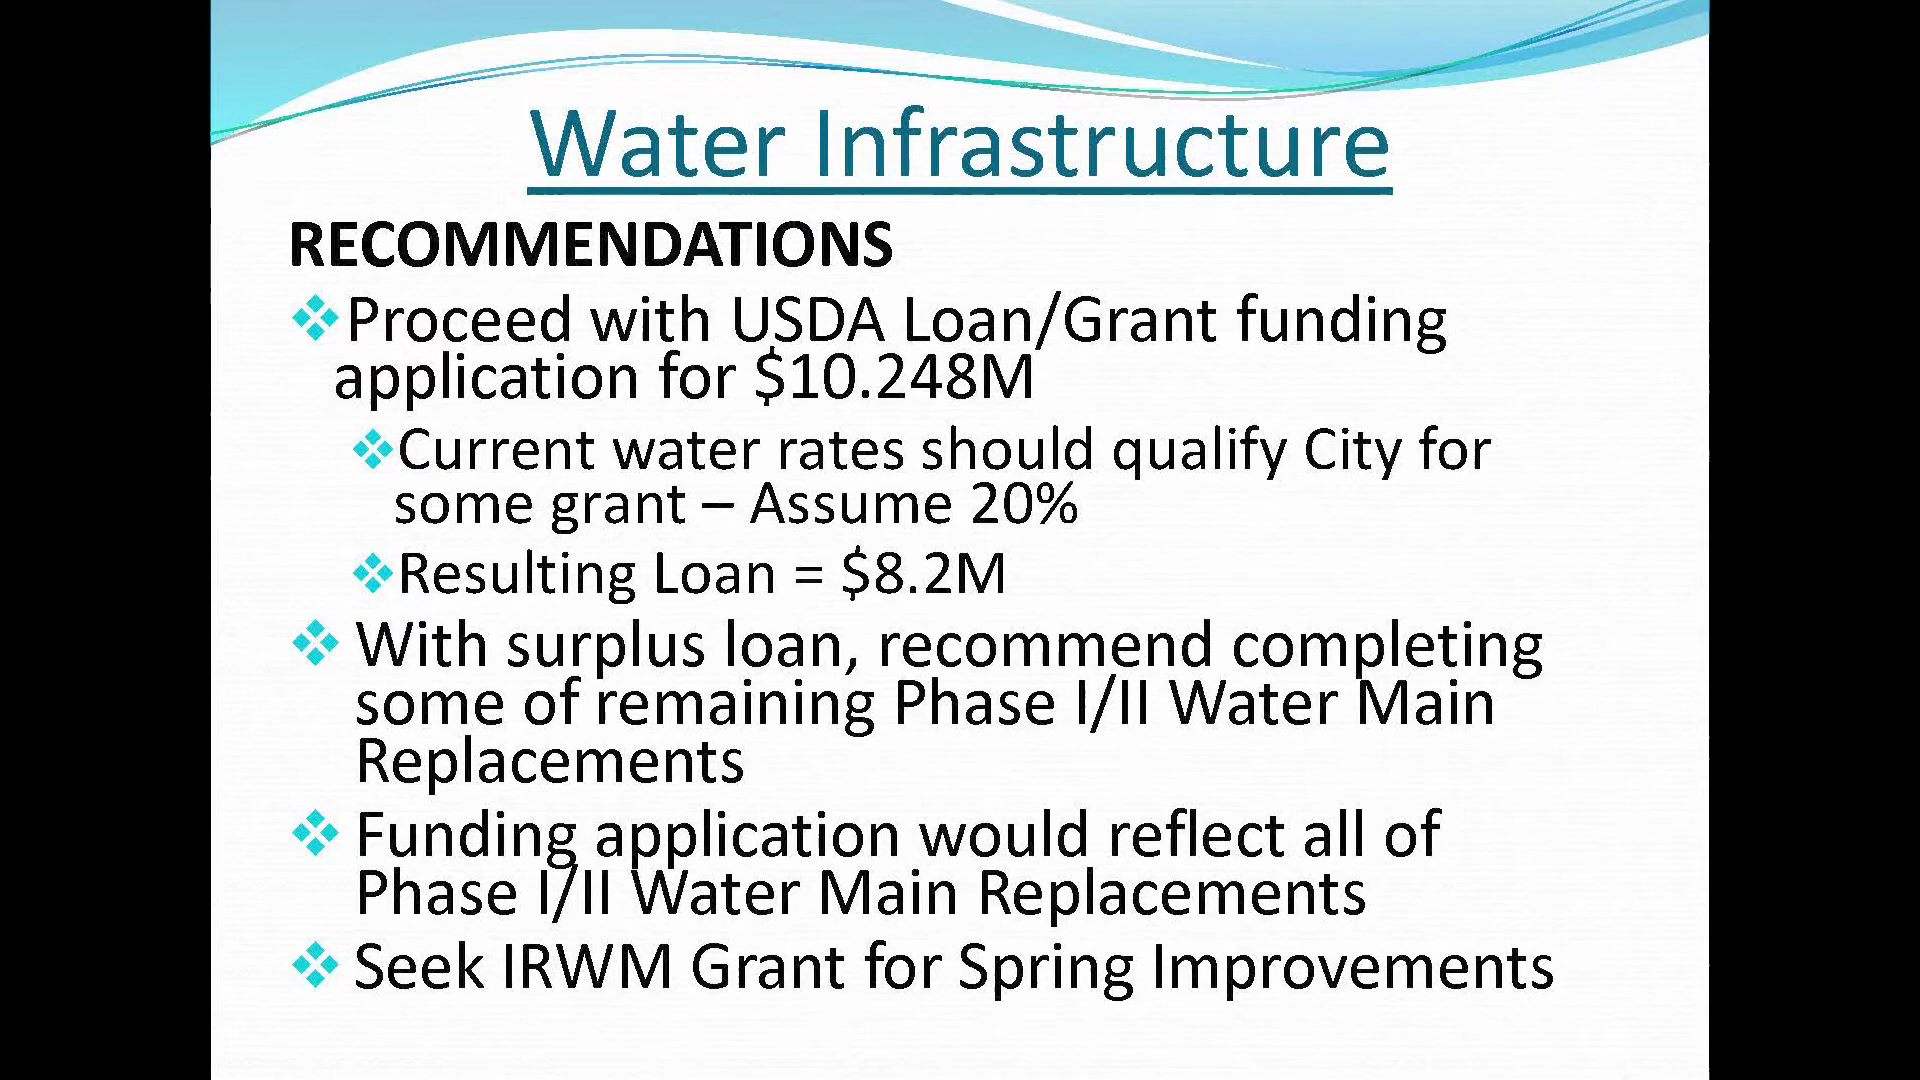 Water Infrastructure
RECOMMENDATIONS
Proceed with USDA Loan/Grant funding
application for $10.248M
Current water rates should qualify City for
some grant – Assume 20%
Resulting Loan = $8.2M
With surplus loan, recommend completing
some of remaining Phase I/II Water Main
Replacements
Funding application would reflect all of
Phase I/II Water Main Replacements
Seek IRWM Grant for Spring Improvements